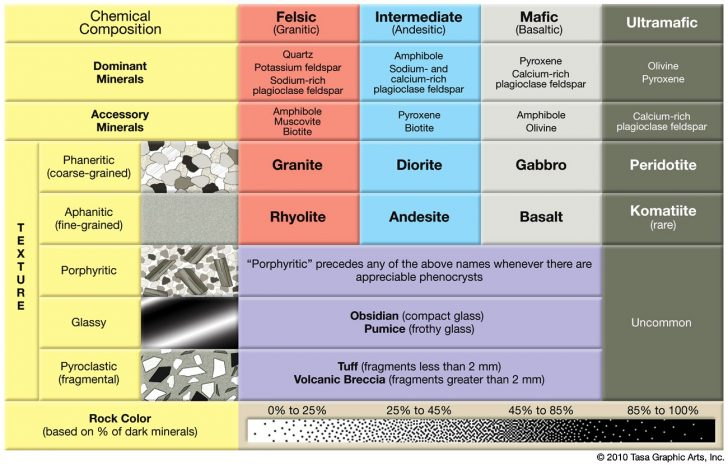 Chemical
Composition
Felsic
(Granitic)
Intermediate
(Andesitic)
Mafic
(Basaltic)
Ultramafic
Dominant
Minerals
Quartz
Potassium feldspar
Sodium-rich
plagioclase feldspar
Amphibole
Sodium- and
calcium-rich
plagioclase feldspar
Pyroxene
Calcium-rich
plagioclase feldspar
Olivine
Pyroxene
Accessory
Minerals
Amphibole
Muscovite
Biotite
Pyroxene
Biotite
Amphibole
Olivine
Calcium-rich
plagioclase feldspar
TEXTURE
Phaneritic
(coarse-grained)
Granite
Diorite
Gabbro
Peridotite
Aphanitic
(fine-grained)
Rhyolite
Andesite
Basalt
Komatiite
(rare)
Porphyritic
“Porphyritic” precedes any of the above names whenever there are
appreciable phenocrysts
Glassy
Obsidian (compact glass)
Pumice (frothy glass)
Uncommon
Pyroclastic
(fragmental)
Tuff (fragments less than 2 mm)
Volcanic Breccia (fragments greater than 2 mm)
Rock Color
(based on % of dark minerals)
0% to 25%
25% to 45%
45% to 85%
85% to 100%
© 2010 Tasa Graphic Arts, Inc.